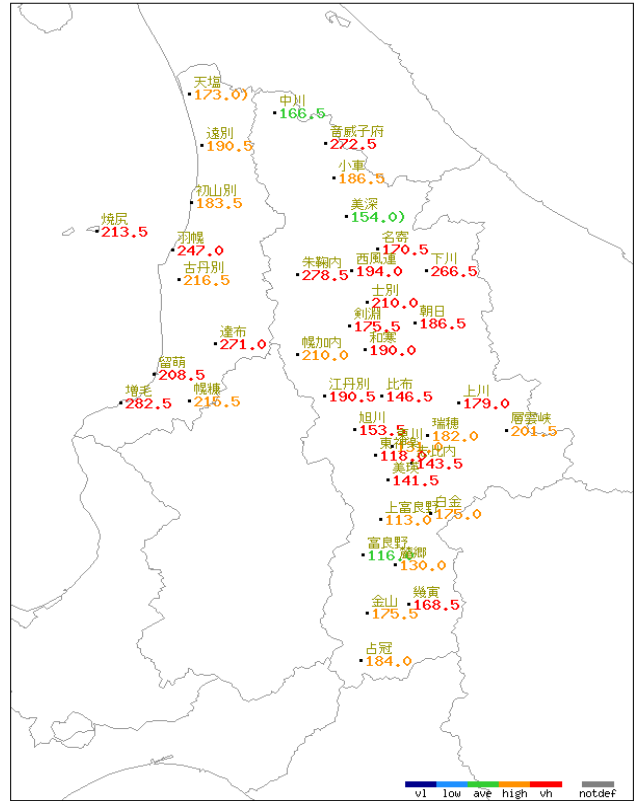 天塩
173.0)
中川
166.5
遠別
190.5
音威子府
272.5
小車
186.5
初山別
183.5
美深
154.0)
焼尻
213.5
羽幌
247.0
名寄
170.5
古丹別
216.5
朱鞠内
278.5
西風連
194.0
下川
266.5
士別
210.0
剣淵
175.5
朝日
186.5
達布
271.0
幌加内
210.0
和寒
190.0
留萌
208.5
増毛
282.5
幌糠
216.5
江丹別
190.5
比布
146.5
上川
179.0
旭川
153.5
瑞穂
182.0
層雲峡
201.5
118.0
143.5
美瑛
141.5
上富良野
113.0
白金
175.0
富良野
116.0
麓郷
130.0
幾寅
168.5
金山
175.5
占冠
184.0
vl low ave high vh notdef